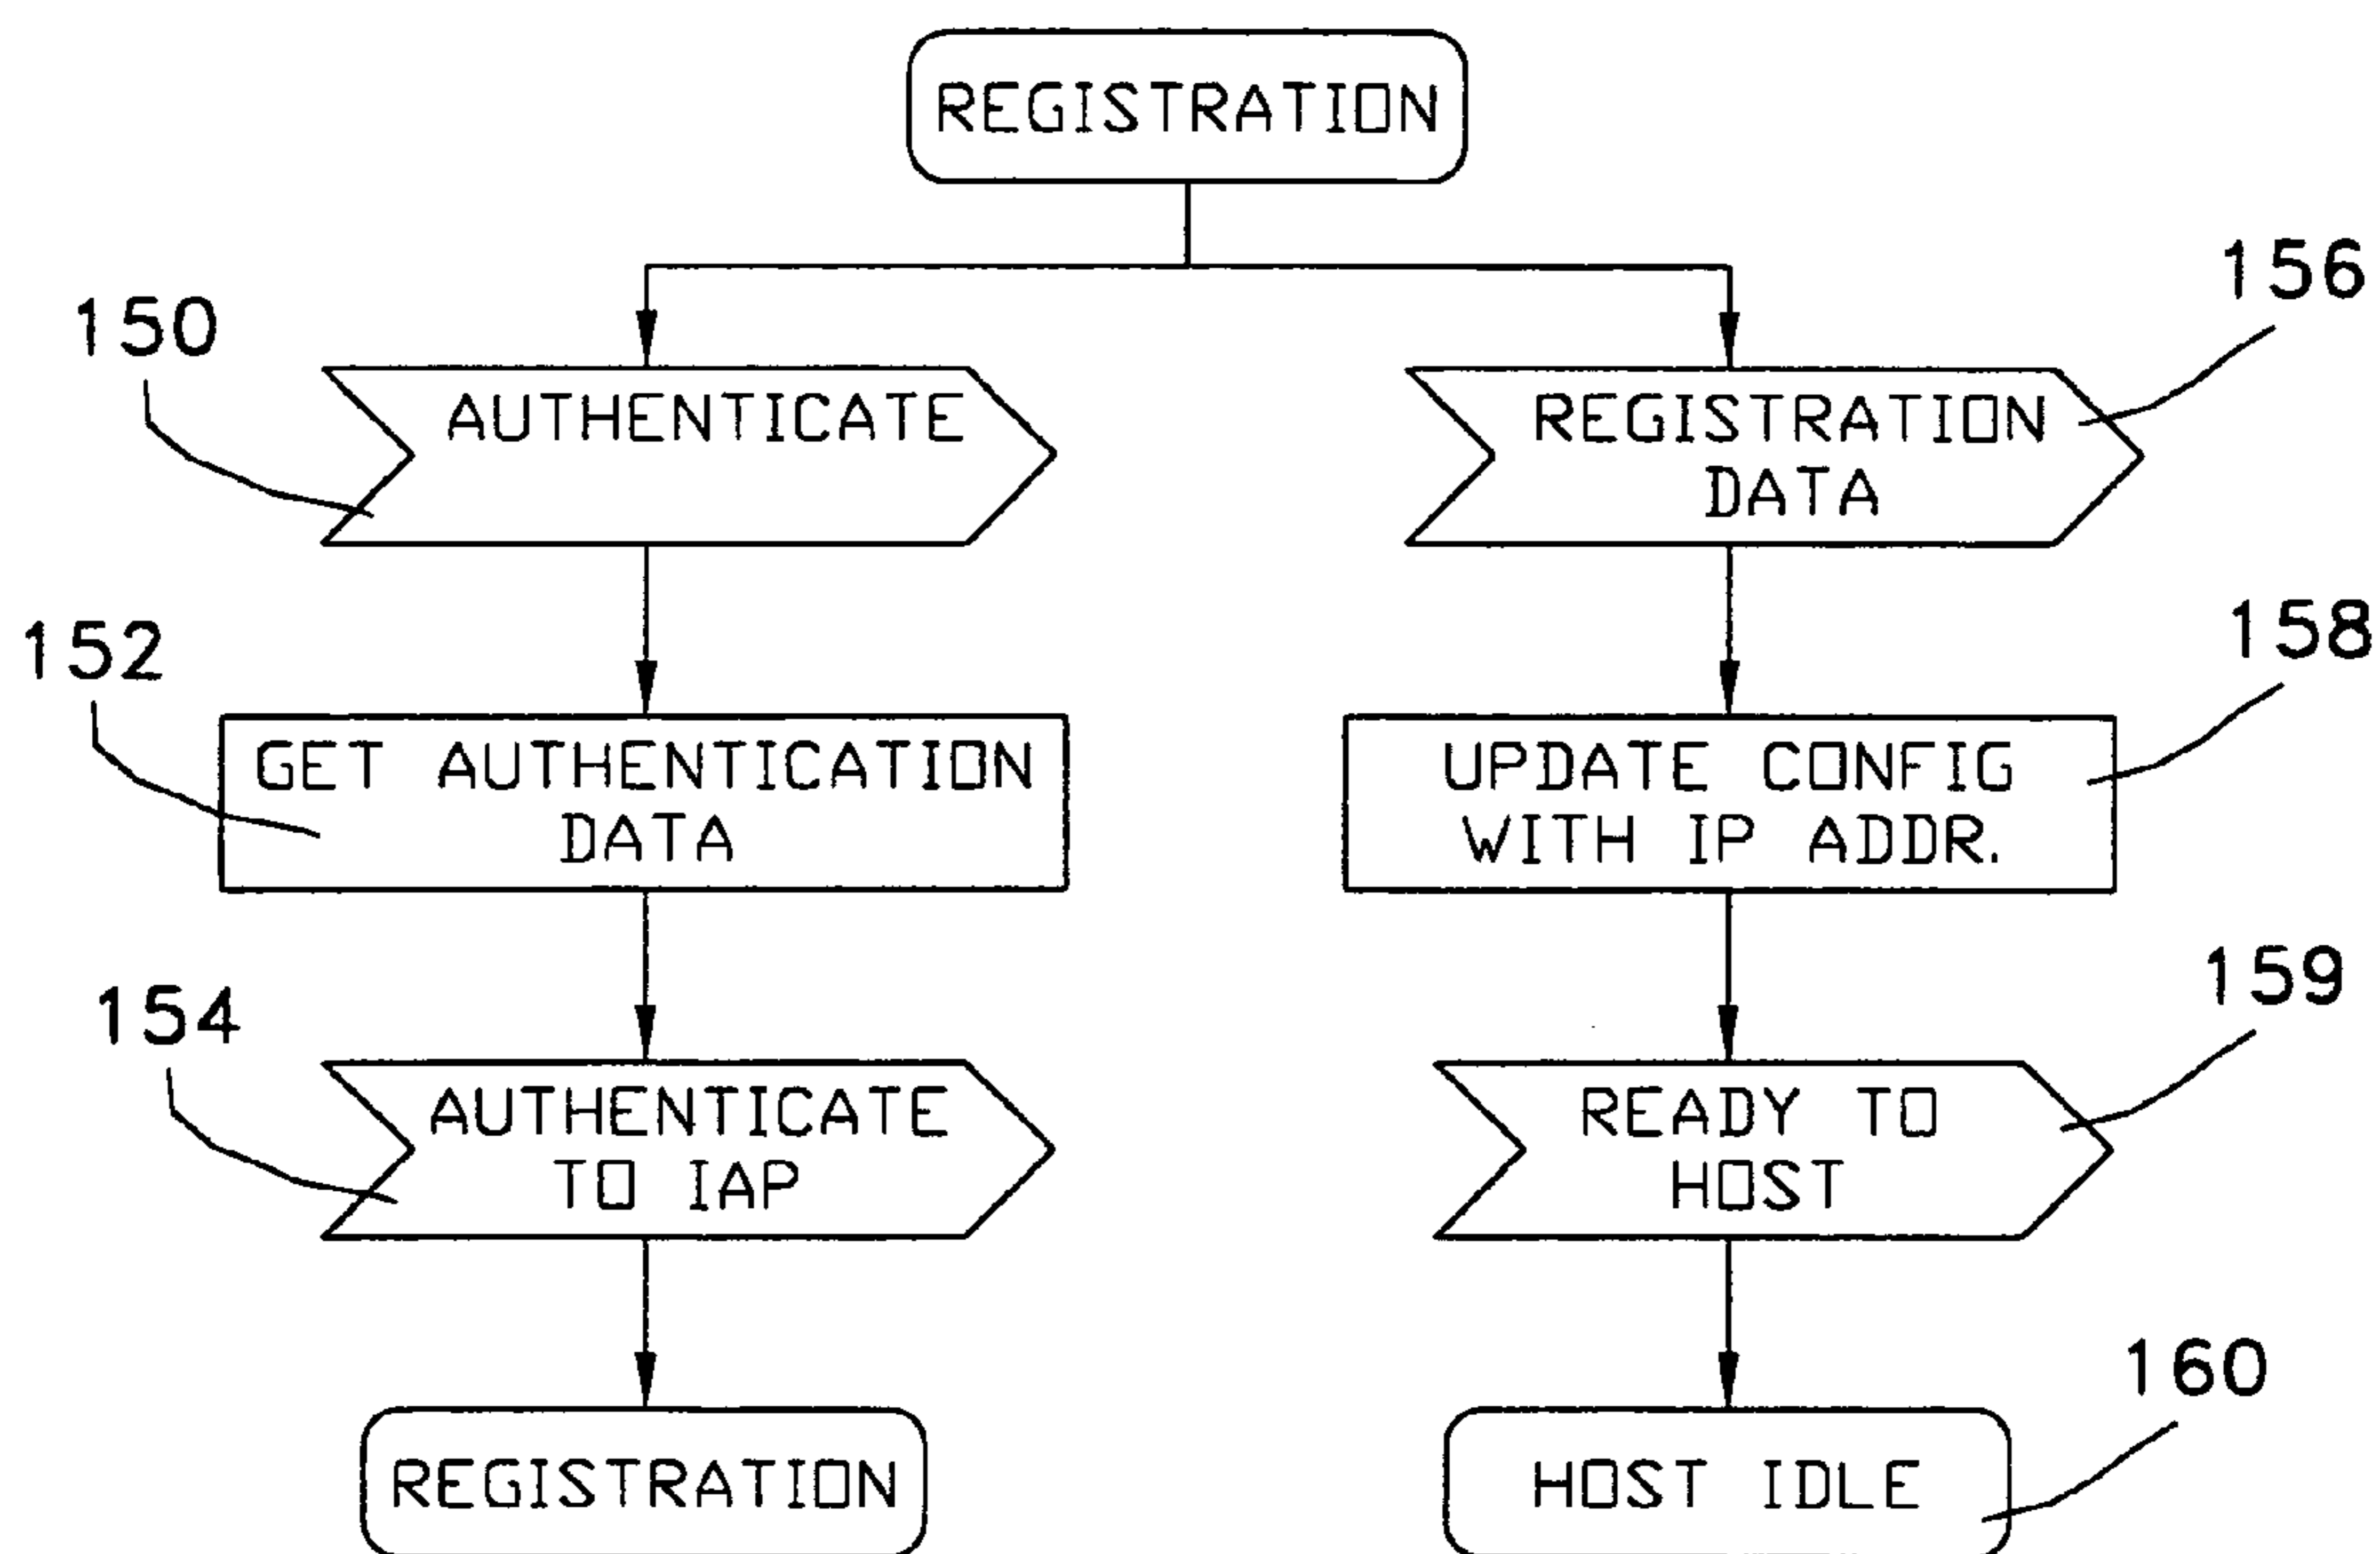 REGISTRATION
156
150
AUTHENTICATE
REGISTRATION
DATA
152
158
GET AUTHENTICATION
DATA
UPDATE CONFIG
WITH IP ADDR.
154
159
AUTHENTICATE
TO IAP
READY TO
HOST
160
REGISTRATION
HOST IDLE